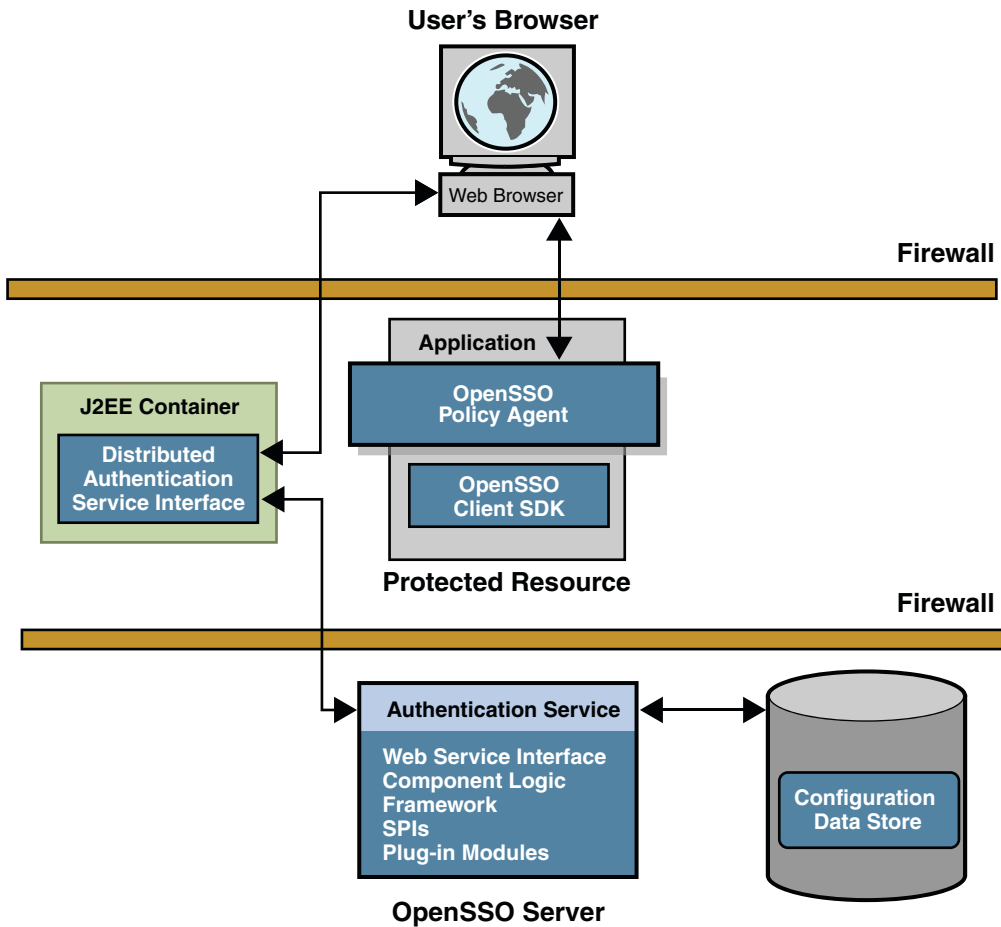 User's Browser
Web Browser
Firewall
Application
OpenSSO
Policy Agent
J2EE Container
Distributed
Authentication
Service Interface
OpenSSO
Client SDK
Protected Resource
Firewall
Authentication Service
Web Service Interface
Component Logic
Framework
SPIs
Plug-in Modules
Configuration
Data Store
OpenSSO Server